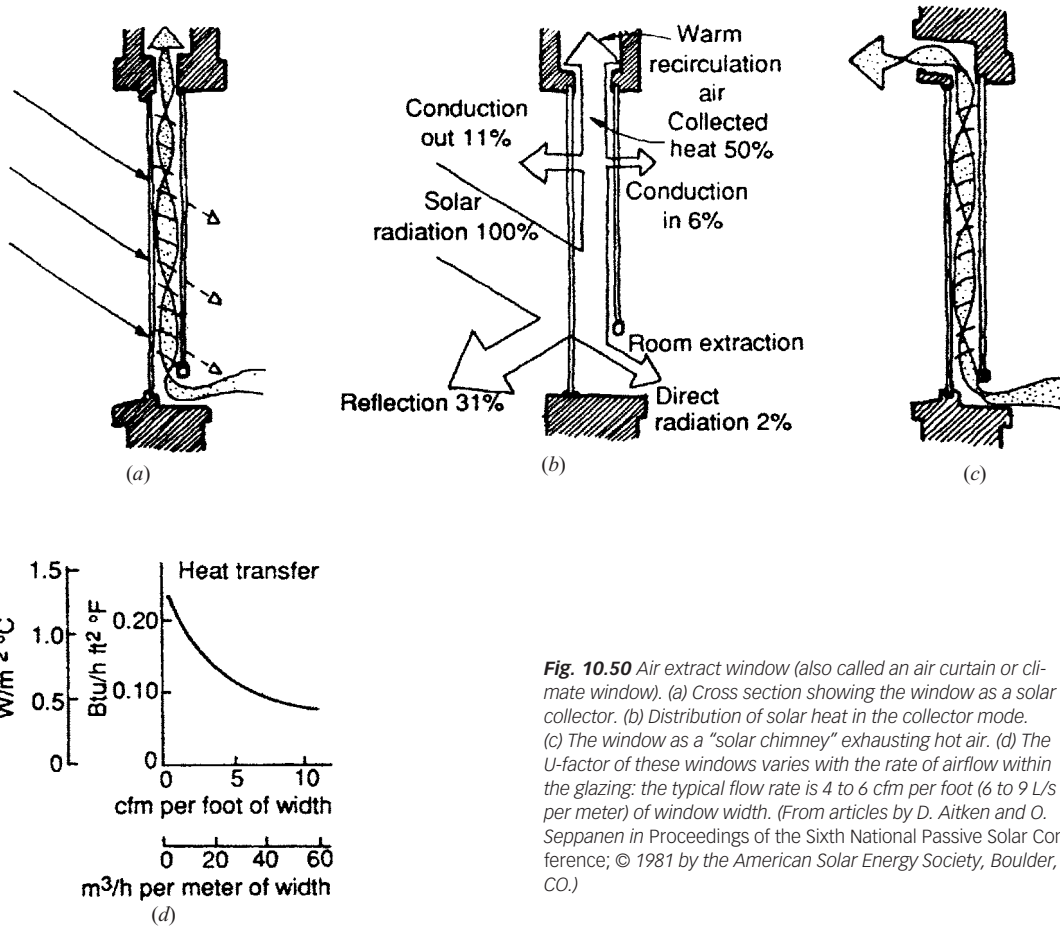 Warm
recirculation
air
Conduction
out 11%
Collected
heat 50%
Conduction
in 6%
Solar
radiation 100%
Room extraction
Reflection 31%
Direct
radiation 2%
(a)
(b)
(c)
Heat transfer
1.5
1.0
0.5
0
W/m² °C
Btu/h ft² °F
0.20
0.10
0
0 5 10
cfm per foot of width
0 20 40 60
m³/h per meter of width
(d)
Fig. 10.50 Air extract window (also called an air curtain or cli-
mate window). (a) Cross section showing the window as a solar
collector. (b) Distribution of solar heat in the collector mode.
(c) The window as a “solar chimney” exhausting hot air. (d) The
U-factor of these windows varies with the rate of airflow within
the glazing: the typical flow rate is 4 to 6 cfm per foot (6 to 9 L/s
per meter) of window width. (From articles by D. Aitken and O.
Seppanen in Proceedings of the Sixth National Passive Solar Con-
ference; © 1981 by the American Solar Energy Society, Boulder,
CO.)